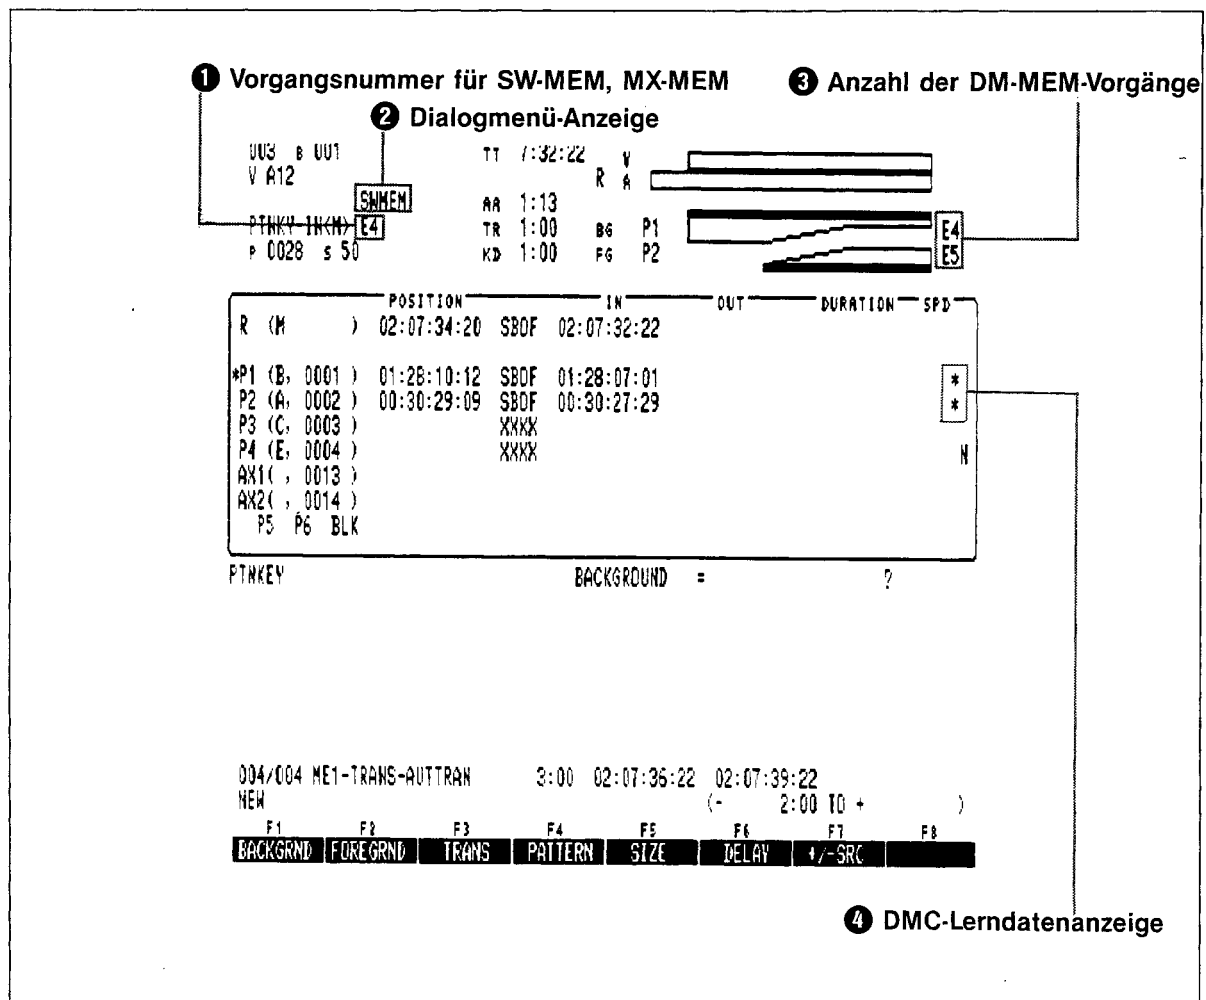 ❶ Vorgangsnummer für SW-MEM, MX-MEM
❸ Anzahl der DM-MEM-Vorgänge
❷ Dialogmenü-Anzeige
003 B 001 TT 7:32:22 V
V A12 R A
SWMEM AA 1:13
PTNKY-IN(M) E4 TR 1:00 BG P1 E4
P 0028 S 50 KD 1:00 FG P2 E5
POSITION IN OUT DURATION SPD
R (M ) 02:07:34:20 SBOF 02:07:32:22
*P1 (B, 0001 ) 01:28:10:12 SBOF 01:28:07:01 *
P2 (A, 0002 ) 00:30:29:09 SBOF 00:30:27:29 *
P3 (C, 0003 ) XXXX
P4 (E, 0004 ) XXXX N
AX1( , 0013 )
AX2( , 0014 )
P5 P6 BLK
PTNKEY BACKGROUND = ?
004/004 ME1-TRANS-AUTTRAN 3:00 02:07:36:22 02:07:39:22
NEW (- 2:00 TO + )
F1 F2 F3 F4 F5 F6 F7 F8
BACKGRND FOREGRND TRANS PATTERN SIZE DELAY +/-SRC
❹ DMC-Lerndatenanzeige